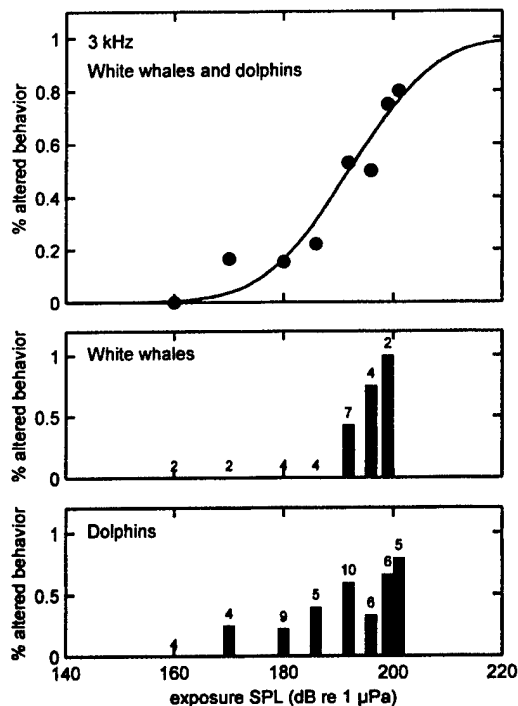 3 kHz
White whales and dolphins
% altered behavior
1
0.8
0.6
0.4
0.2
0
White whales
% altered behavior
1
0.5
0
2 2 4 4 7 4 2
Dolphins
% altered behavior
1
0.5
0
4 4 9 5 10 6 6 5
140 160 180 200 220
exposure SPL (dB re 1 µPa)